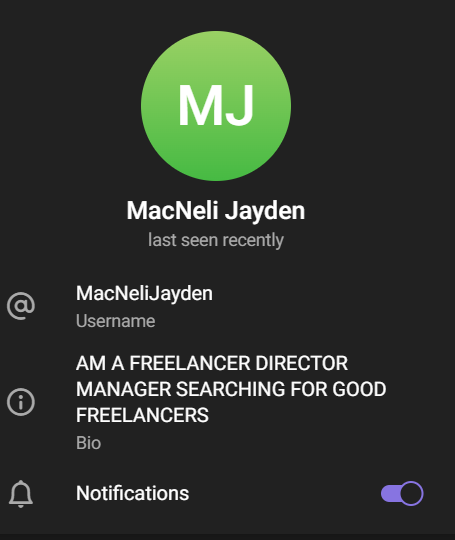 MJ
MacNeli Jayden
last seen recently
MacNeliJayden
Username
AM A FREELANCER DIRECTOR
MANAGER SEARCHING FOR GOOD
FREELANCERS
Bio
Notifications